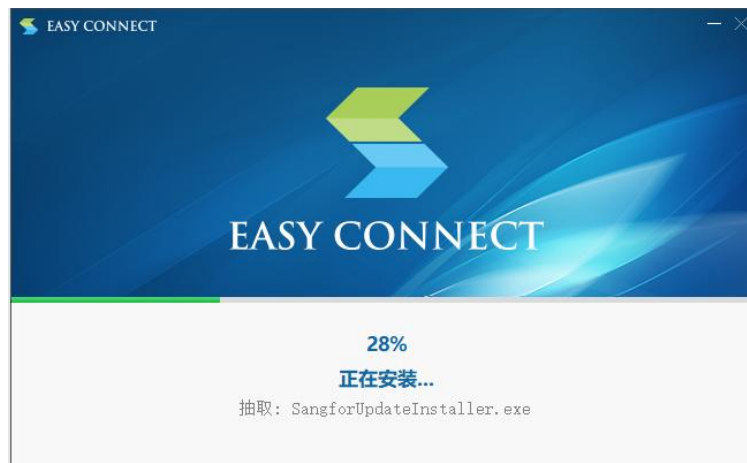 EASY CONNECT
EASY CONNECT
28%
正在安装...
抽取: SangforUpdateInstaller.exe